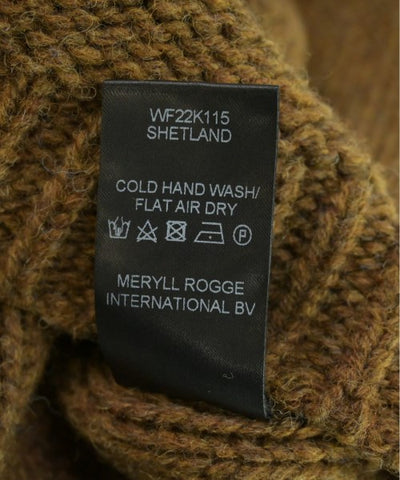 WF22K115
SHETLAND
COLD HAND WASH/
FLAT AIR DRY
P
MERYLL ROGGE
INTERNATIONAL BV